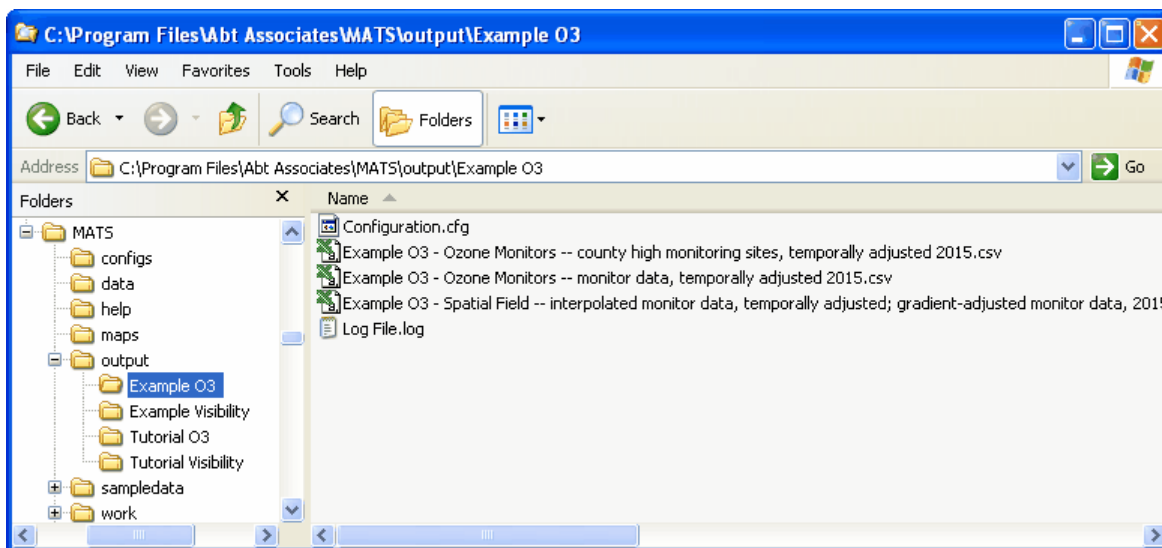 C:\Program Files\Abt Associates\MATS\output\Example O3
File Edit View Favorites Tools Help
Back Search Folders
Address C:\Program Files\Abt Associates\MATS\output\Example O3 Go
Folders
MATS
configs
data
help
maps
output
Example O3
Example Visibility
Tutorial O3
Tutorial Visibility
sampledata
work
Name
Configuration.cfg
Example O3 - Ozone Monitors -- county high monitoring sites, temporally adjusted 2015.csv
Example O3 - Ozone Monitors -- monitor data, temporally adjusted 2015.csv
Example O3 - Spatial Field -- interpolated monitor data, temporally adjusted; gradient-adjusted monitor data,
Log File.log